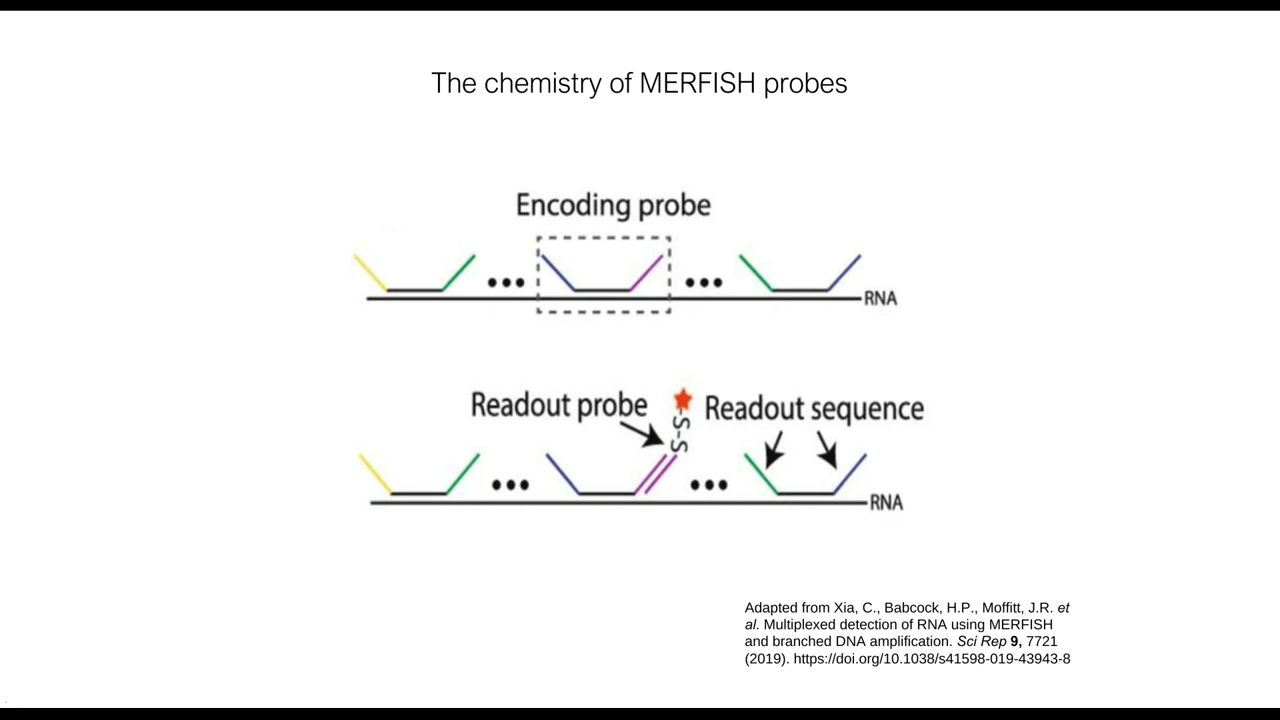 The chemistry of MERFISH probes
Encoding probe
RNA
Readout probe
S-S
Readout sequence
RNA
Adapted from Xia, C., Babcock, H.P., Moffitt, J.R. et
al. Multiplexed detection of RNA using MERFISH
and branched DNA amplification. Sci Rep 9, 7721
(2019). https://doi.org/10.1038/s41598-019-43943-8